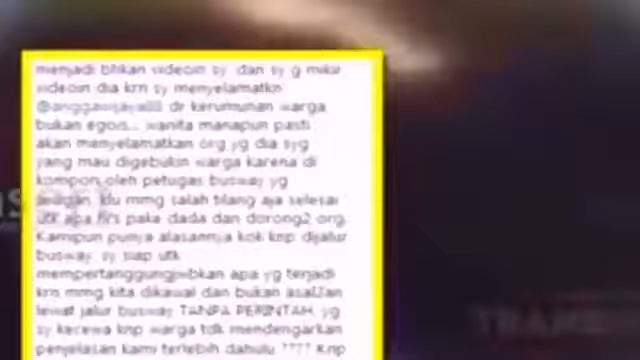 menjadi bhkan videoin sy dan sy g mikir
videoin dia krn sy menyelamatkn
@anggawijaya88 dr kerumunan warga
bukan egois... wanita manapun pasti
akan menyelamatkan org yg dia syg
yang mau digebukin warga karena di
kompori oleh petugas busway yg
klu mmg salah tilang aja selesai
utk apa pake dada dan dorong2 org.
Kamipun punya alasannya kok knp dijalur
busway. sy siap utk
mempertanggungjwbkan apa yg terjadi
krn mmg kita dikawal dan bukan asal2an
lewat jalur busway TANPA PERINTAH. yg
sy kecewa knp warga tdk mendengarkan
penjelasan kami terlebih dahulu ???? Knp